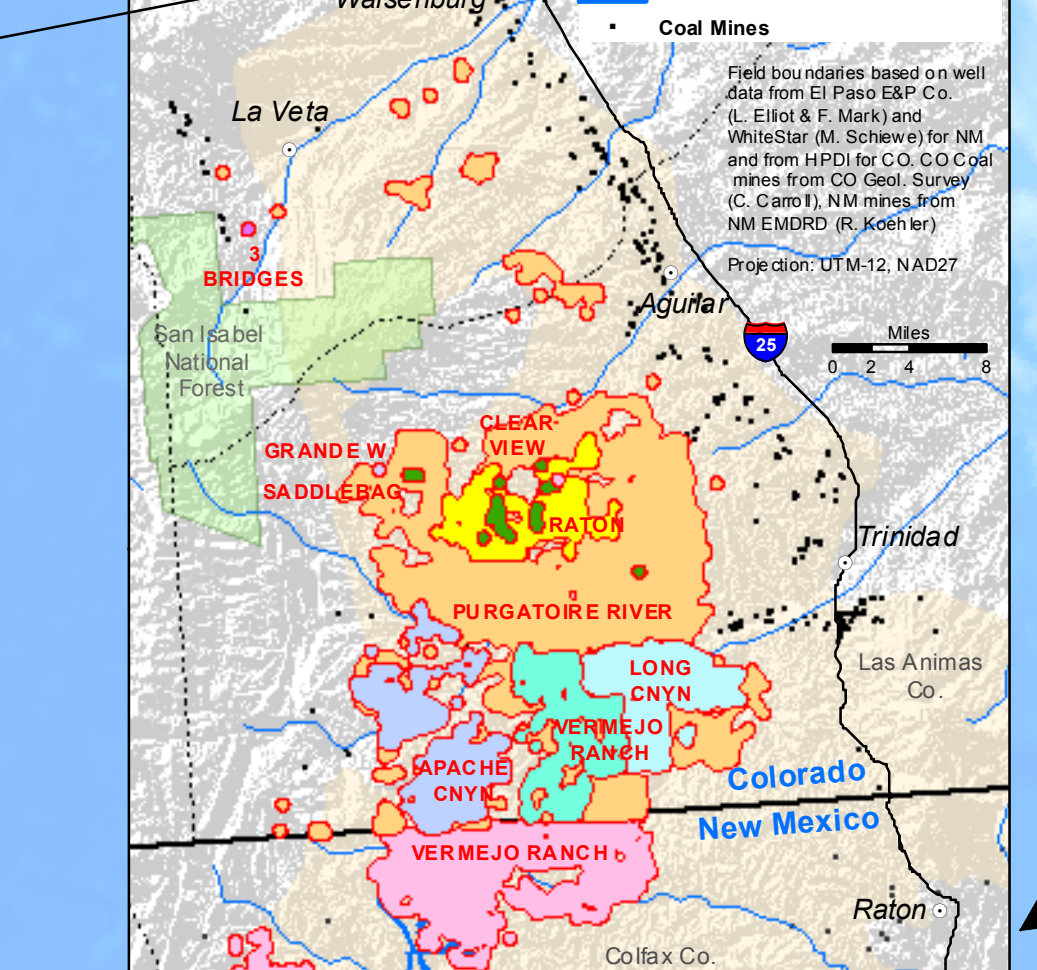 Walsenburg
Coal Mines
Field boundaries based on well
data from El Paso E&P Co.
(L. Elliot & F. Mark) and
WhiteStar (M. Schiewe) for NM
and from HPDI for CO. CO Coal
mines from CO Geol. Survey
(C. Carroll), NM mines from
NM EMDRD (R. Koehler)
Projection: UTM-12, NAD27
La Veta
3
BRIDGES
Aguilar
San Isabel
National
Forest
25
Miles
0 2 4 8
CLEAR-
VIEW
GRANDE W
SADDLEBAG
RATON
Trinidad
PURGATOIRE RIVER
LONG
CNYN
Las Animas
Co.
VERMEJO
RANCH
APACHE
CNYN
Colorado
New Mexico
VERMEJO RANCH
Raton
Colfax Co.